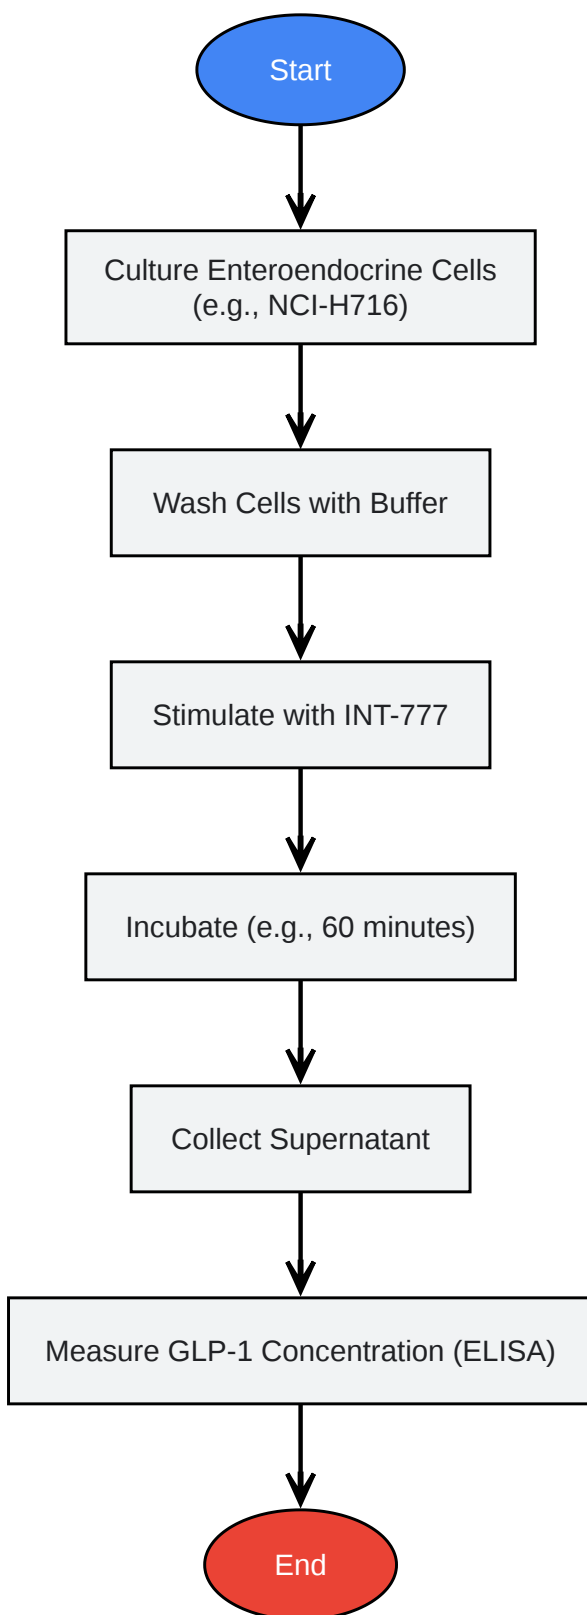 Start
Culture Enteroendocrine Cells
(e.g., NCI-H716)
Wash Cells with Buffer
Stimulate with INT-777
Incubate (e.g., 60 minutes)
Collect Supernatant
Measure GLP-1 Concentration (ELISA)
End